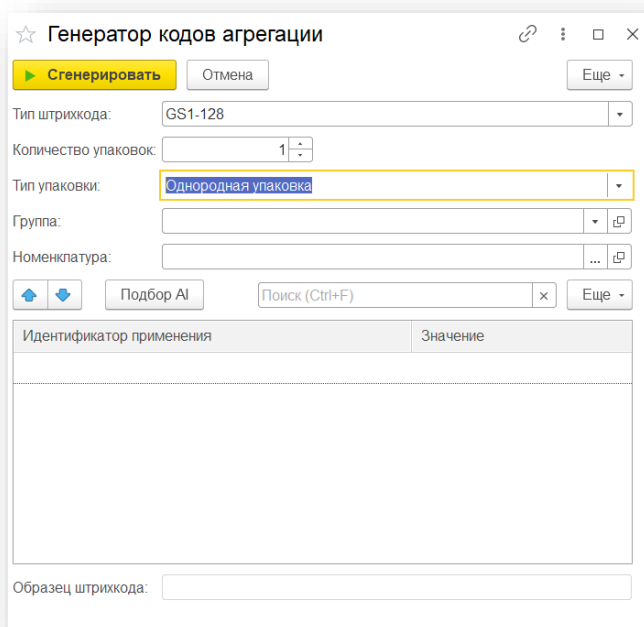 Генератор кодов агрегации
Сгенерировать Отмена Еще
Тип штрихкода: GS1-128
Количество упаковок: 1
Тип упаковки: Однородная упаковка
Группа:
Номенклатура: ...
Подбор AI Поиск (Ctrl+F) × Еще
Идентификатор применения Значение
Образец штрихкода: